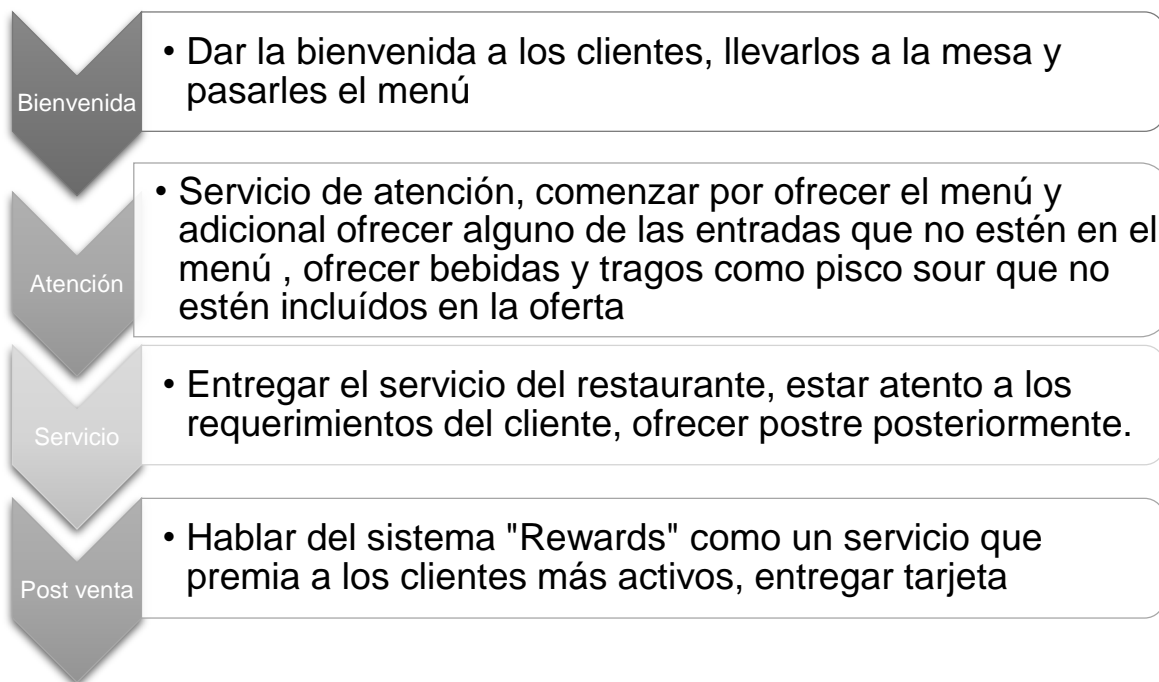 Bienvenida
• Dar la bienvenida a los clientes, llevarlos a la mesa y
pasarles el menú
Atención
• Servicio de atención, comenzar por ofrecer el menú y
adicional ofrecer alguno de las entradas que no estén en el
menú , ofrecer bebidas y tragos como pisco sour que no
estén incluídos en la oferta
Servicio
• Entregar el servicio del restaurante, estar atento a los
requerimientos del cliente, ofrecer postre posteriormente.
Post venta
• Hablar del sistema "Rewards" como un servicio que
premia a los clientes más activos, entregar tarjeta